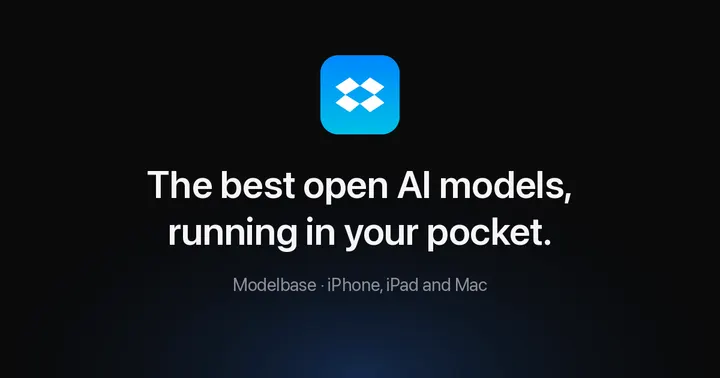 The best open AI models,
running in your pocket.
Modelbase · iPhone, iPad and Mac